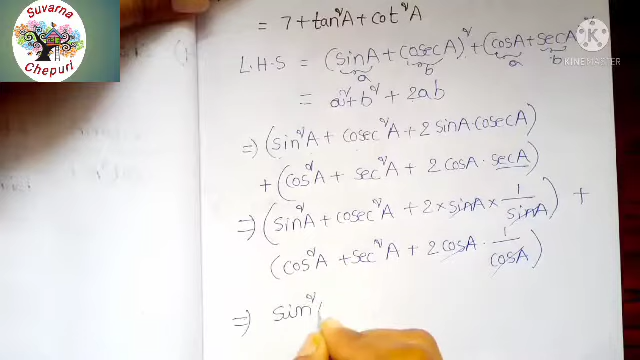 Suvarna
Chepuri
= 7 + tan²A + cot²A
L.H.S = (sinA + cosecA)² + (cosA + secA)²
a b a b
= a² + b² + 2ab
⇒ (sin²A + cosec²A + 2 sinA · cosecA)
+ (cos²A + sec²A + 2 cosA · secA)
⇒ (sin²A + cosec²A + 2 × sinA × 1/sinA) +
(cos²A + sec²A + 2 cosA · 1/cosA)
⇒ sin²
KINEMASTER